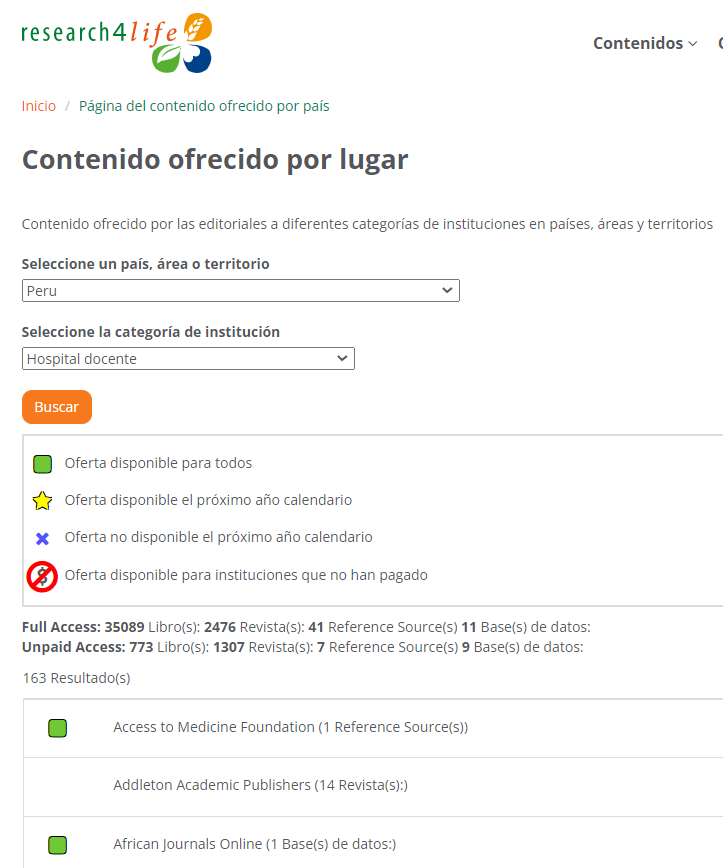 research4life
Contenidos
Inicio / Página del contenido ofrecido por país
Contenido ofrecido por lugar
Contenido ofrecido por las editoriales a diferentes categorías de instituciones en países, áreas y territorios
Seleccione un país, área o territorio
Peru
Seleccione la categoría de institución
Hospital docente
Buscar
Oferta disponible para todos
Oferta disponible el próximo año calendario
Oferta no disponible el próximo año calendario
Oferta disponible para instituciones que no han pagado
Full Access: 35089 Libro(s): 2476 Revista(s): 41 Reference Source(s) 11 Base(s) de datos:
Unpaid Access: 773 Libro(s): 1307 Revista(s): 7 Reference Source(s) 9 Base(s) de datos:
163 Resultado(s)
Access to Medicine Foundation (1 Reference Source(s))
Addleton Academic Publishers (14 Revista(s):)
African Journals Online (1 Base(s) de datos:)